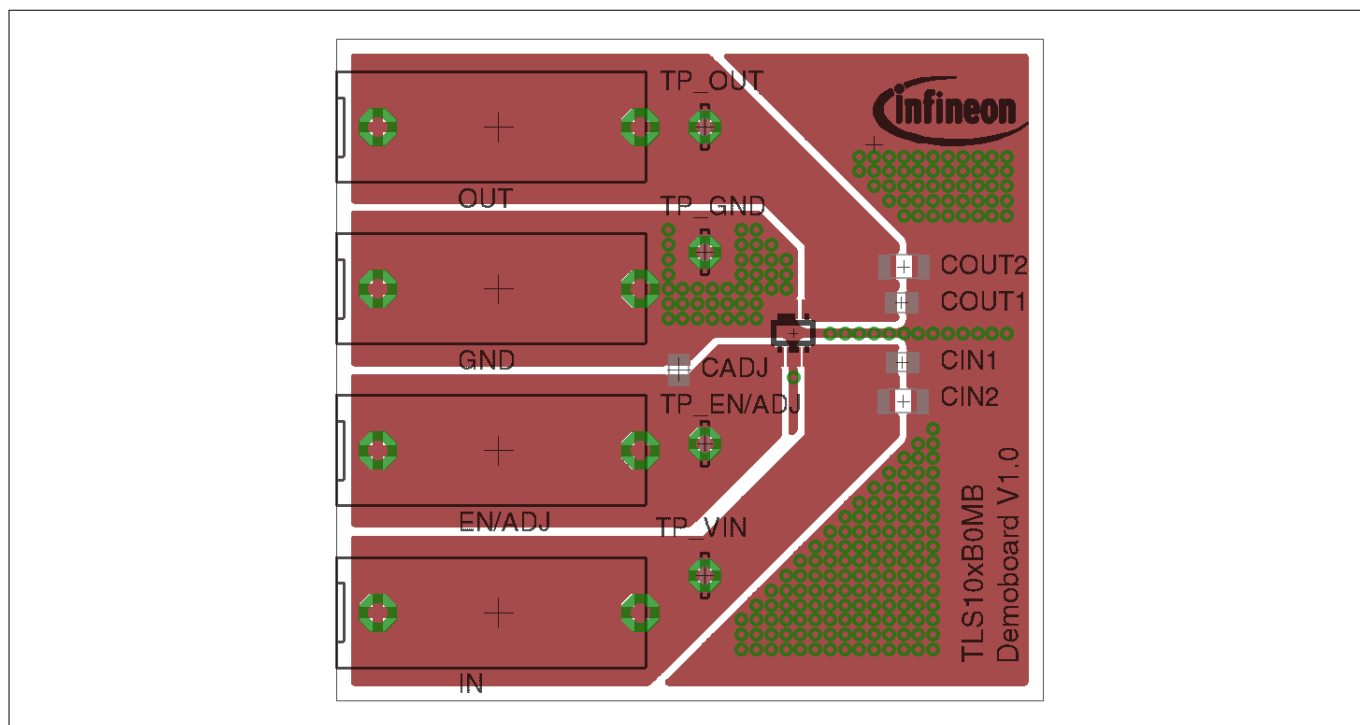 TP_OUT
infineon
OUT
TP_GND
COUT2
COUT1
GND
CADJ
CIN1
CIN2
TP_EN/ADJ
EN/ADJ
TP_VIN
IN
TLS10xB0MB
Demoboard V1.0